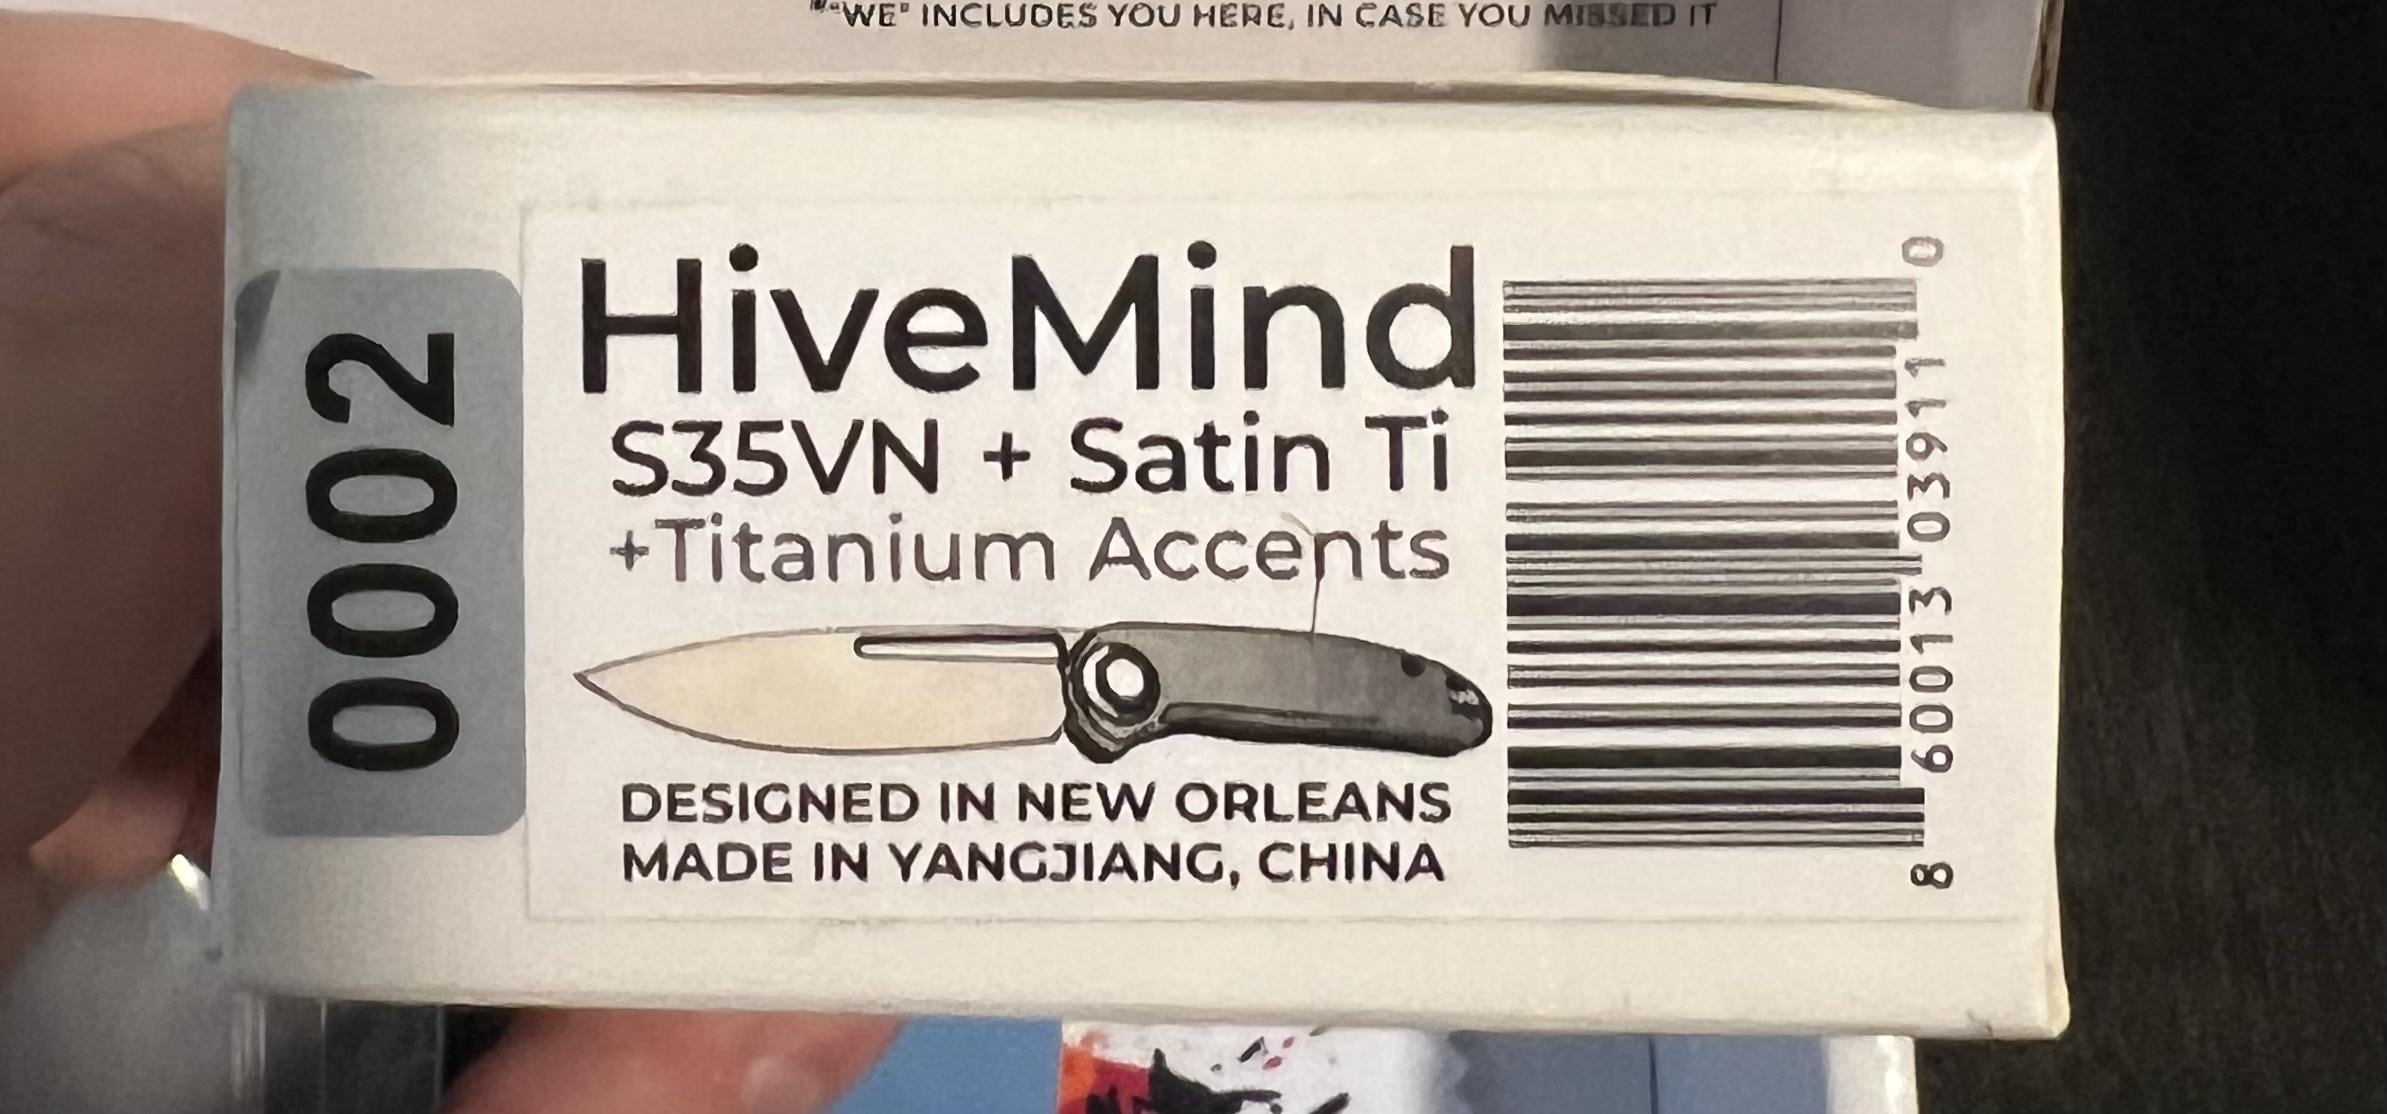 "WE" INCLUDES YOU HERE, IN CASE YOU MISSED IT
0002
HiveMind
S35VN + Satin Ti
+Titanium Accents
DESIGNED IN NEW ORLEANS
MADE IN YANGJIANG, CHINA
8 60013 03911 0